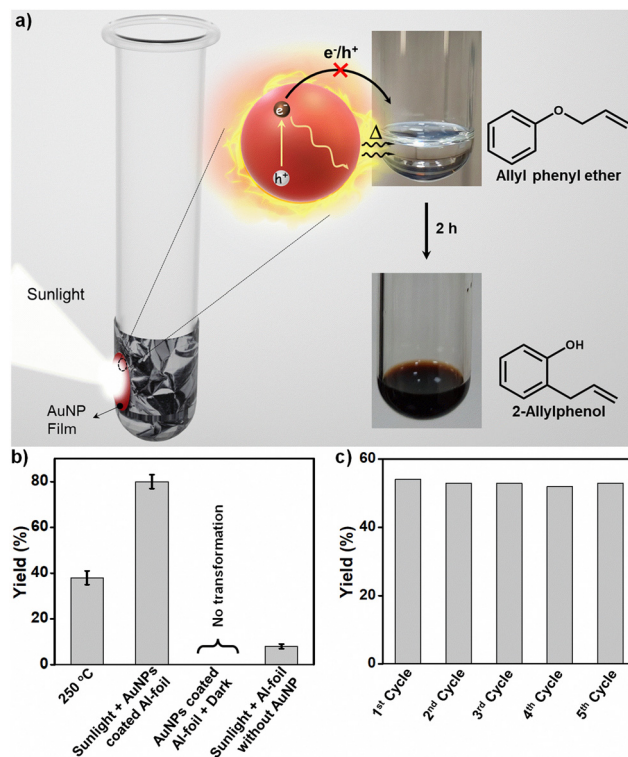 a)
e⁻/h⁺
e⁻
h⁺
Δ
O
Allyl phenyl ether
2 h
Sunlight
AuNP
Film
OH
2-Allylphenol
b)
Yield (%)
80
60
40
20
0
No transformation
250 °C
Sunlight + AuNPs
coated Al-foil
AuNPs coated
Al-foil + Dark
Sunlight + Al-foil
without AuNP
c)
Yield (%)
60
40
20
0
1st Cycle
2nd Cycle
3rd Cycle
4th Cycle
5th Cycle